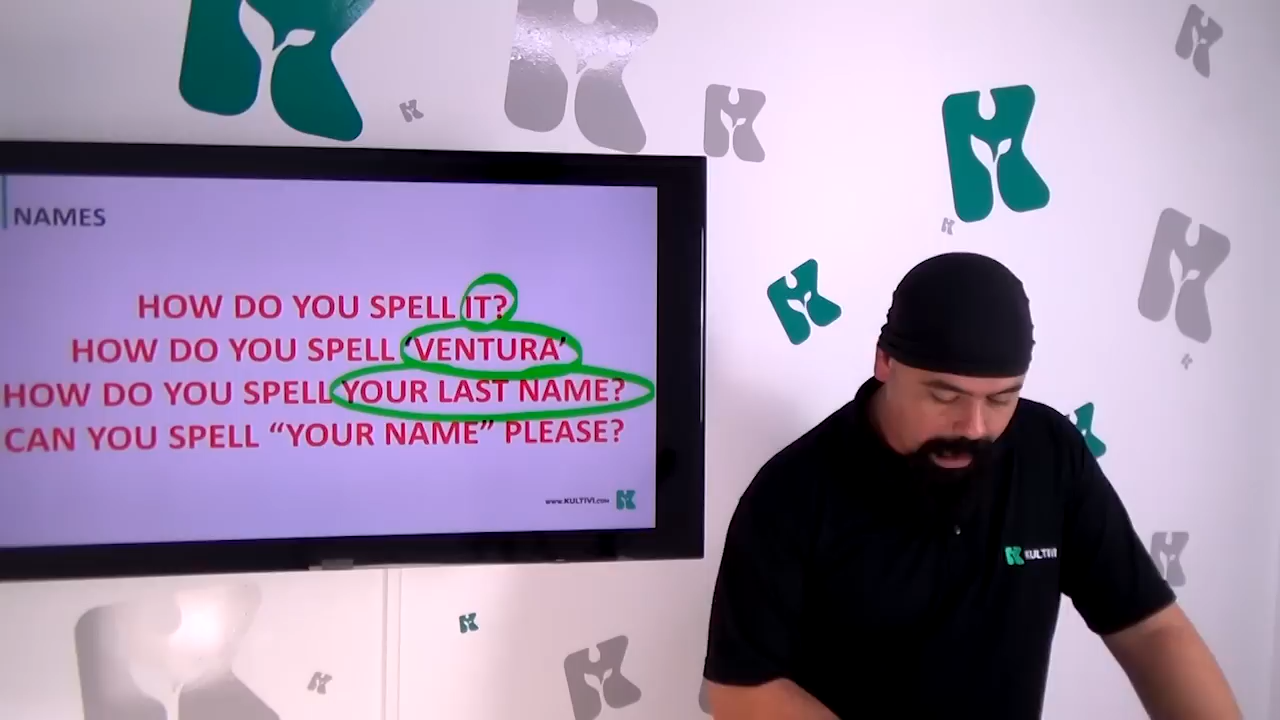 NAMES
HOW DO YOU SPELL IT?
HOW DO YOU SPELL ‘VENTURA’
HOW DO YOU SPELL YOUR LAST NAME?
CAN YOU SPELL “YOUR NAME” PLEASE?
www.KULTIVI.com
KULTIVI